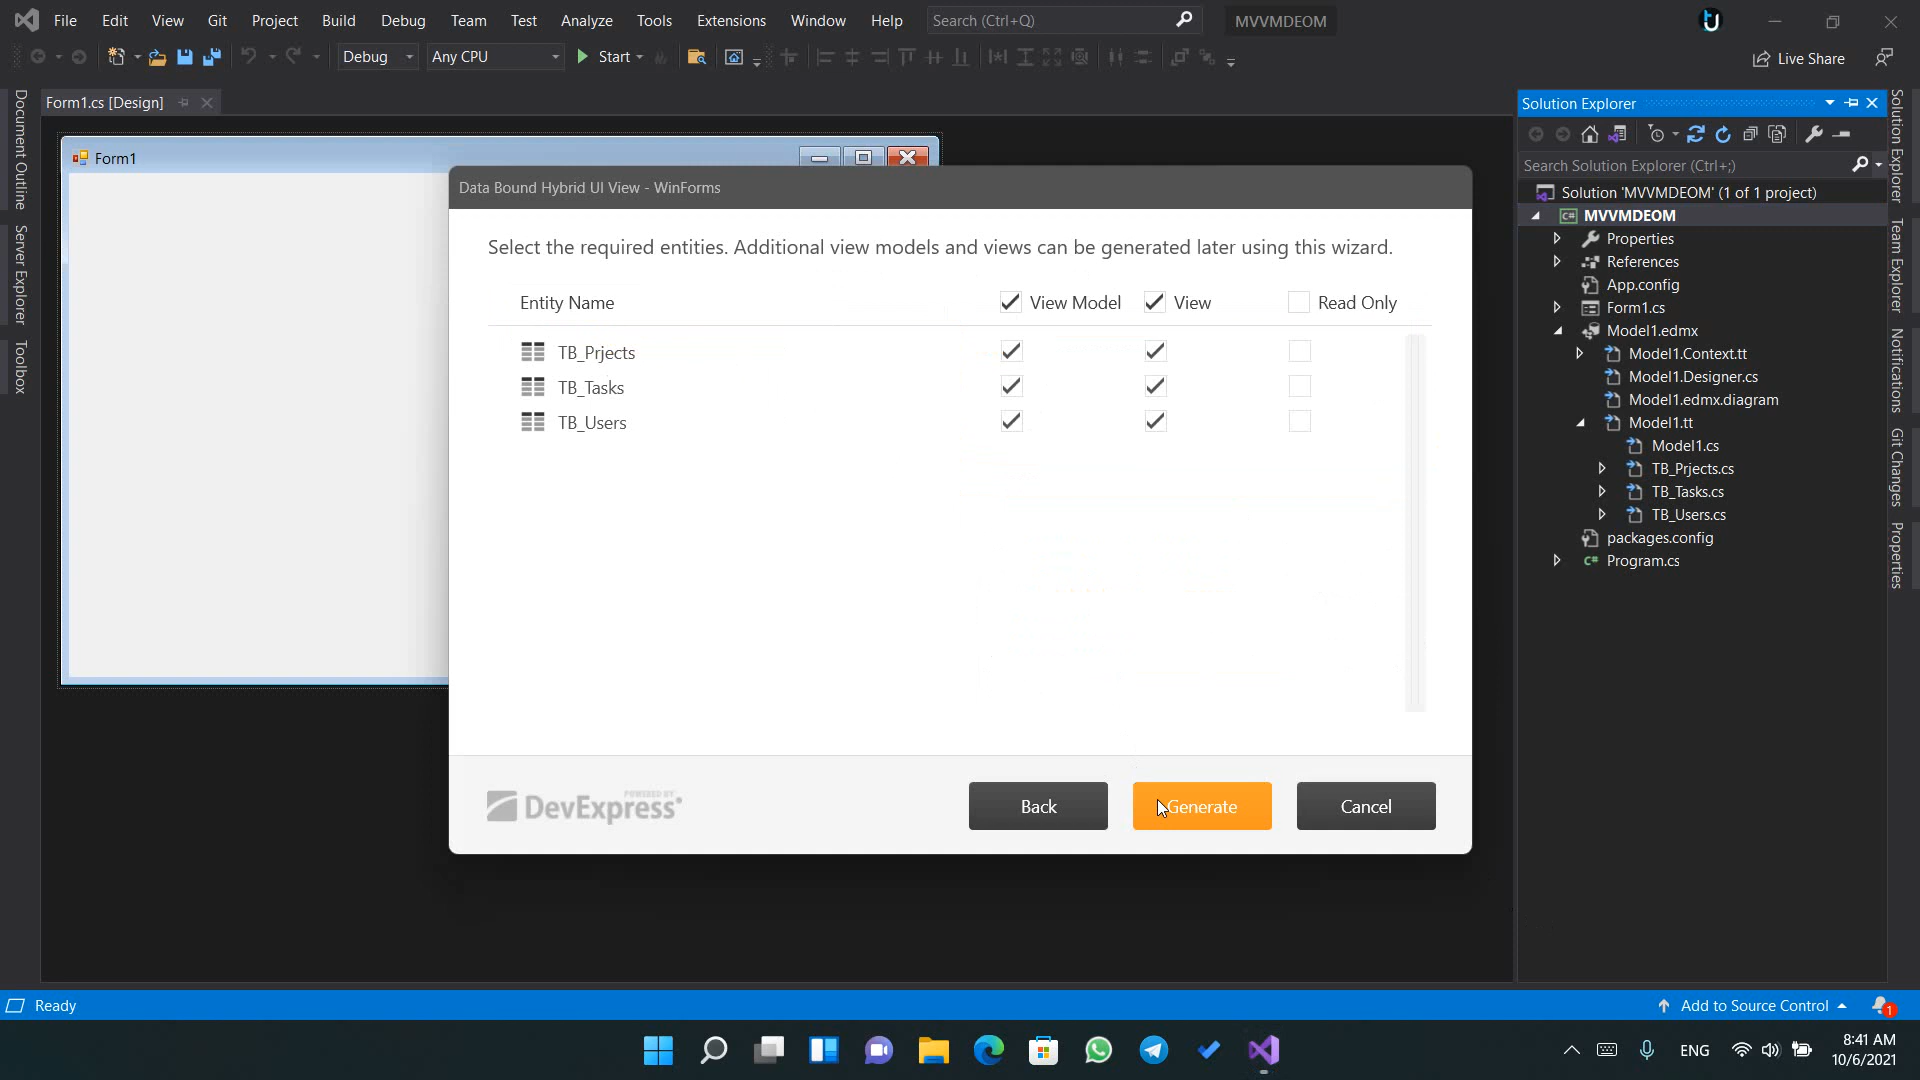 File Edit View Git Project Build Debug Team Test Analyze Tools Extensions Window Help Search (Ctrl+Q) MVVMDEOM
Debug Any CPU Start Live Share
Form1.cs [Design]
Document Outline
Server Explorer
Toolbox
Form1
Data Bound Hybrid UI View - WinForms
Select the required entities. Additional view models and views can be generated later using this wizard.
Entity Name View Model View Read Only
TB_Prjects
TB_Tasks
TB_Users
POWERED BY
DevExpress
Back Generate Cancel
Solution Explorer
Search Solution Explorer (Ctrl+;)
Solution 'MVVMDEOM' (1 of 1 project)
C# MVVMDEOM
Properties
References
App.config
Form1.cs
Model1.edmx
Model1.Context.tt
Model1.Designer.cs
Model1.edmx.diagram
Model1.tt
Model1.cs
TB_Prjects.cs
TB_Tasks.cs
TB_Users.cs
packages.config
C# Program.cs
Solution Explorer
Team Explorer
Notifications
Git Changes
Properties
Ready Add to Source Control 1
ENG 8:41 AM
10/6/2021